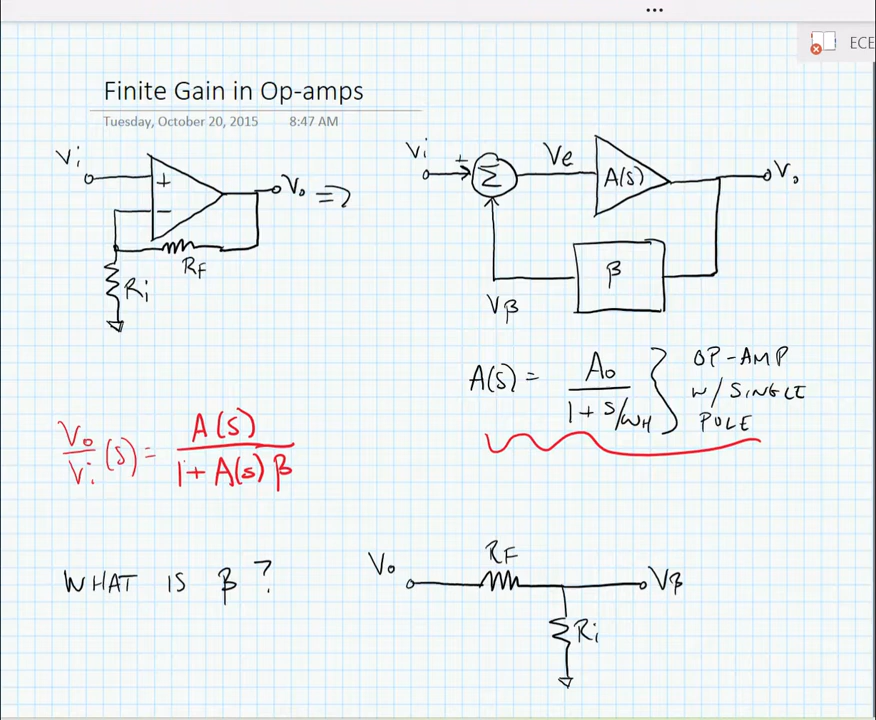 ECE
Finite Gain in Op-amps
Tuesday, October 20, 2015 8:47 AM
Vi
+
−
Vo
⇒
RF
Ri
Vi
+
Σ
Ve
A(s)
Vo
β
Vβ
A(s) = A0 / (1 + s/ωH) } OP-AMP W/ SINGLE POLE
Vo/Vi (s) = A(s) / (1 + A(s) β)
WHAT IS β?
Vo
RF
Vβ
Ri